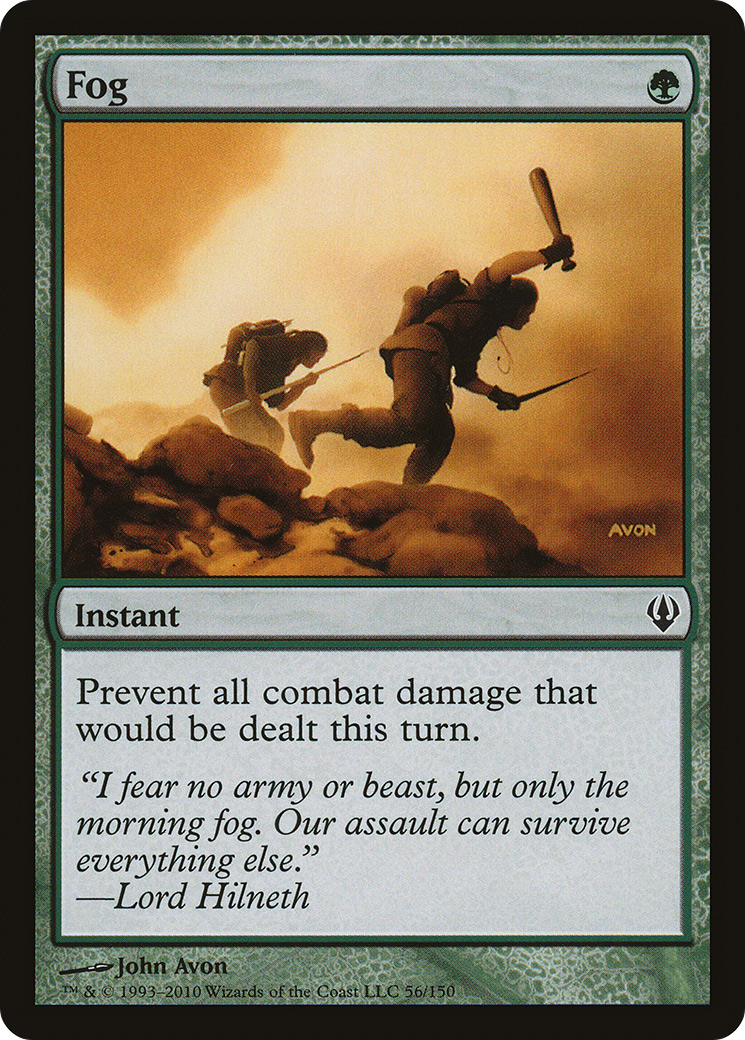 Fog
AVON
Instant
Prevent all combat damage that
would be dealt this turn.
“I fear no army or beast, but only the
morning fog. Our assault can survive
everything else.”
—Lord Hilneth
John Avon
™ & © 1993–2010 Wizards of the Coast LLC 56/150